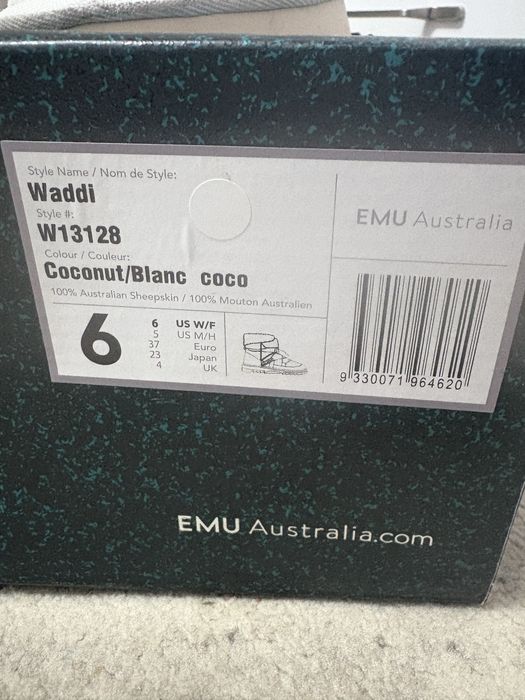 Style Name / Nom de Style:
Waddi
Style #:
W13128
Colour / Couleur:
Coconut/Blanc coco
100% Australian Sheepskin / 100% Mouton Australien
6
6 US W/F
5 US M/H
37 Euro
23 Japan
4 UK
EMU Australia
9 330071 964620
EMU Australia.com